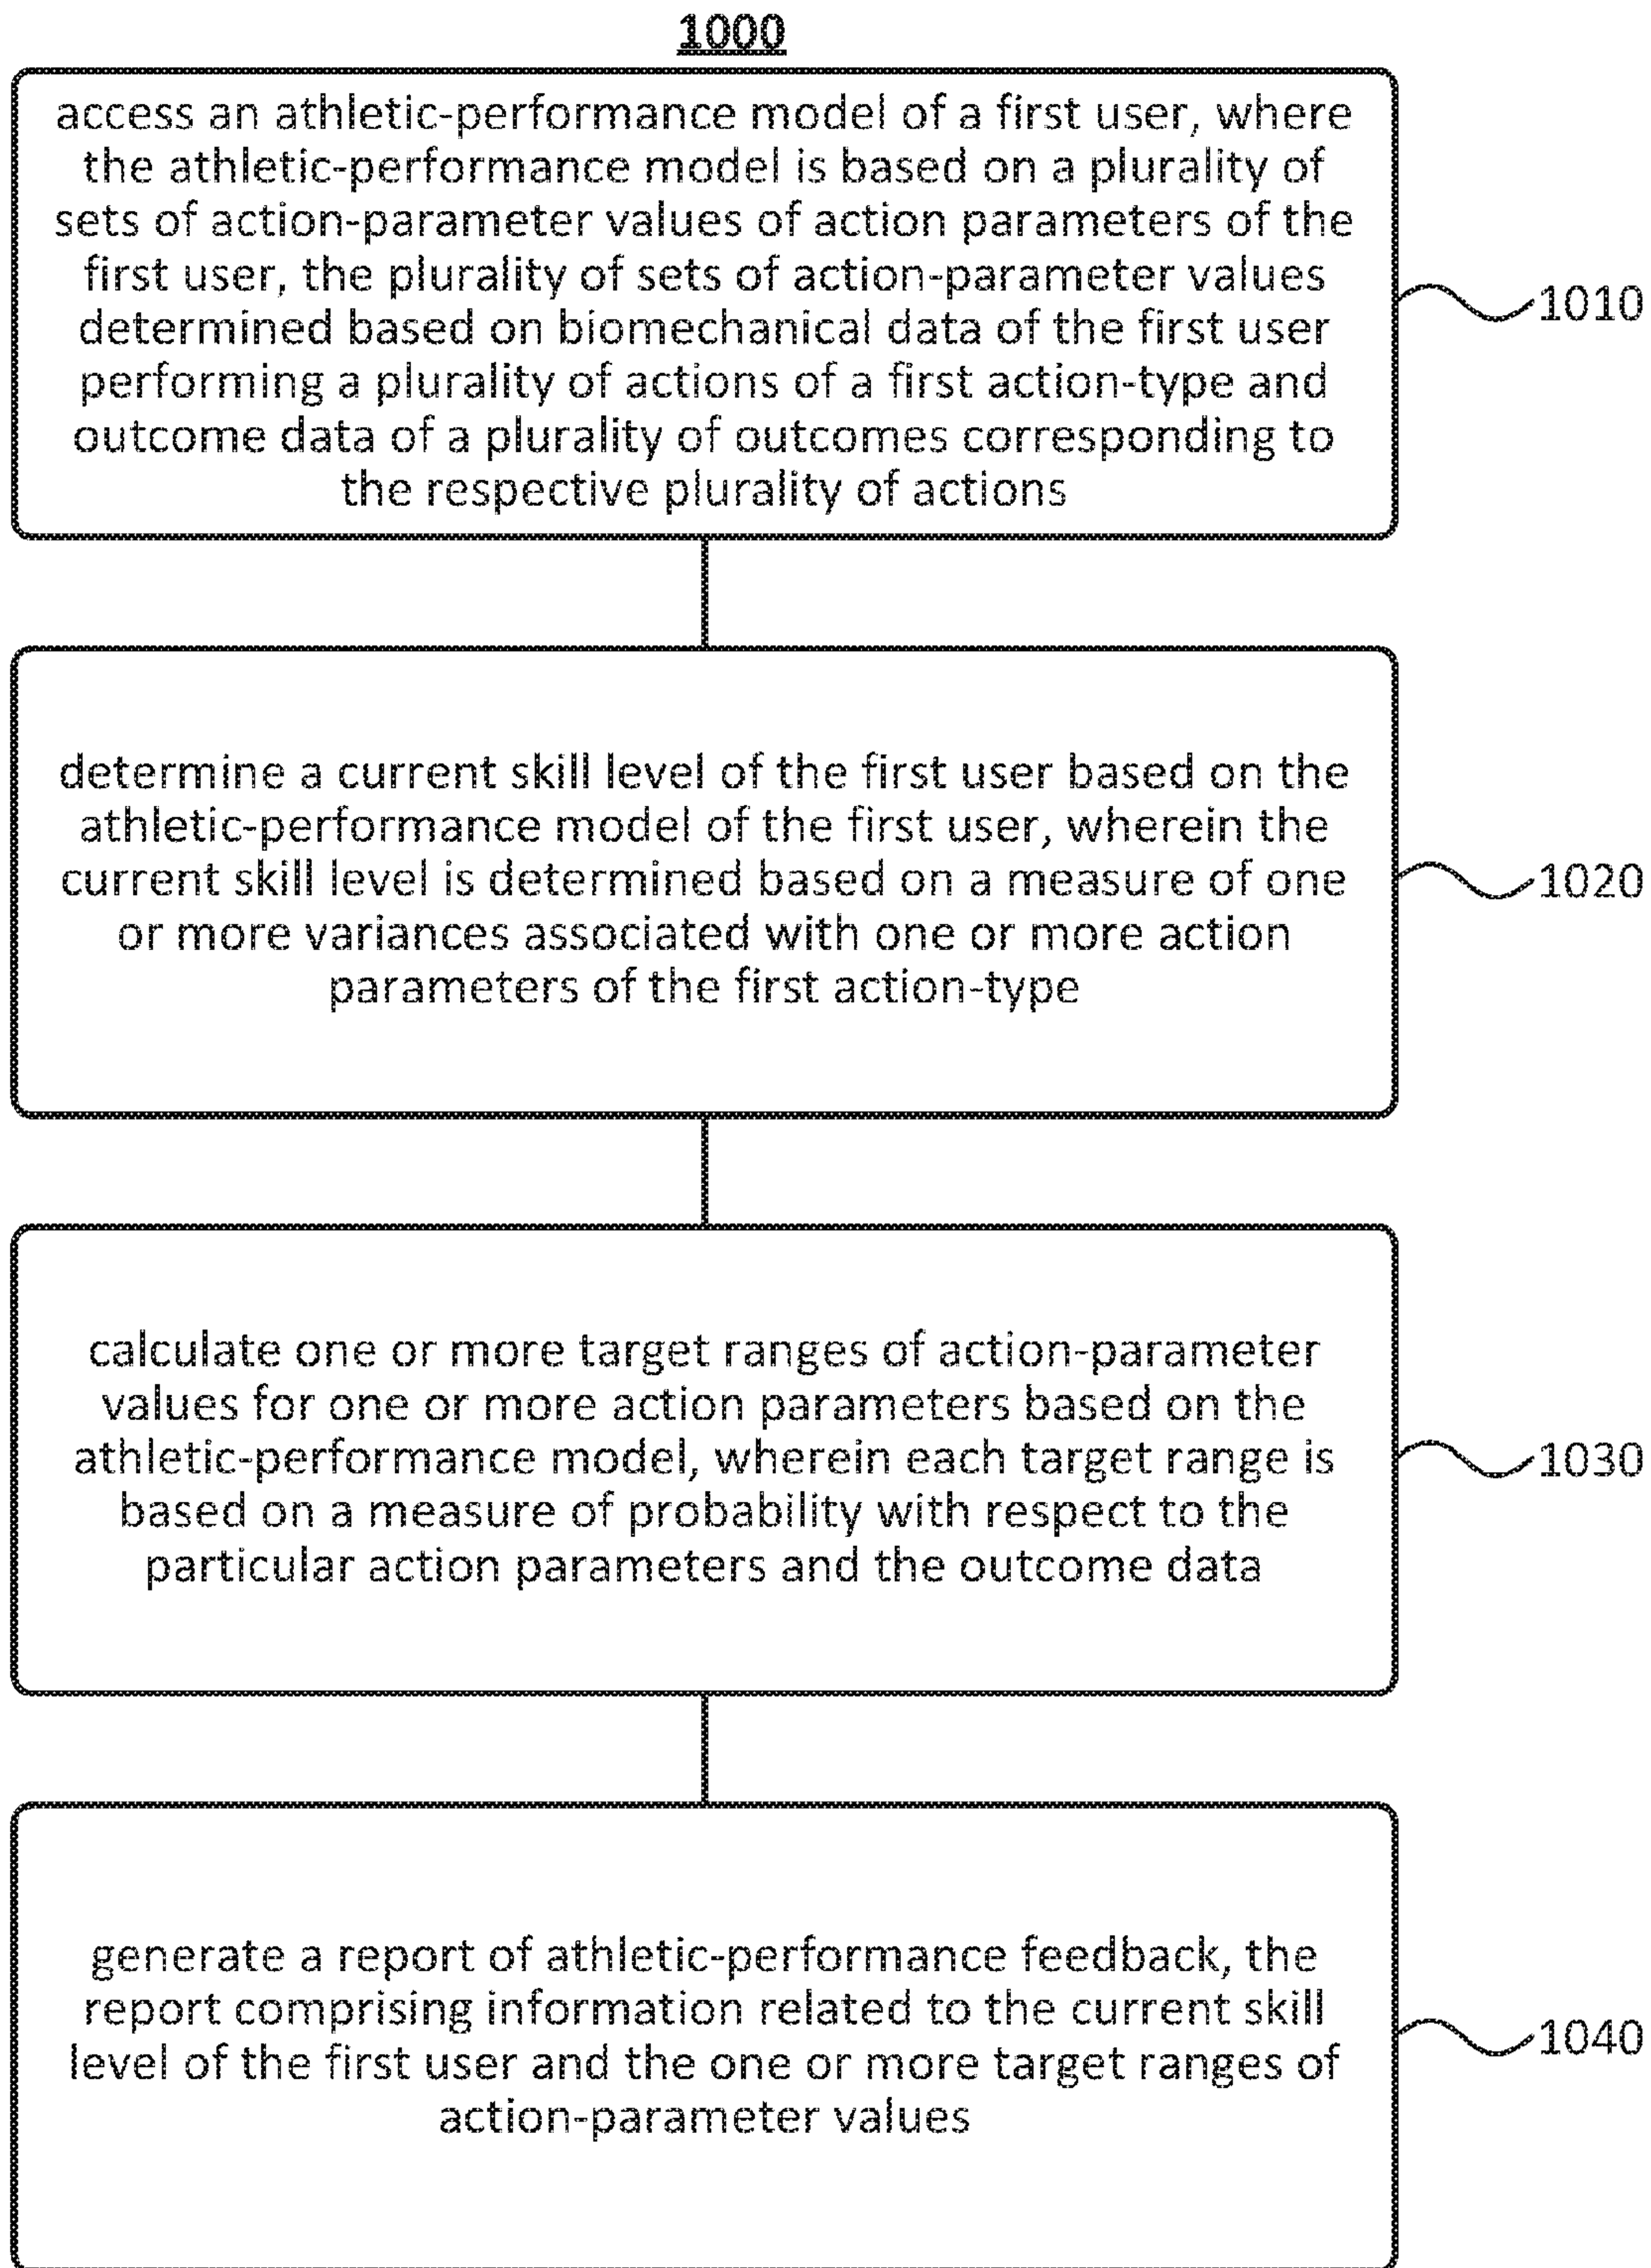 1000
access an athletic-performance model of a first user, where
the athletic-performance model is based on a plurality of
sets of action-parameter values of action parameters of the
first user, the plurality of sets of action-parameter values
determined based on biomechanical data of the first user
performing a plurality of actions of a first action-type and
outcome data of a plurality of outcomes corresponding to
the respective plurality of actions
1010
determine a current skill level of the first user based on the
athletic-performance model of the first user, wherein the
current skill level is determined based on a measure of one
or more variances associated with one or more action
parameters of the first action-type
1020
calculate one or more target ranges of action-parameter
values for one or more action parameters based on the
athletic-performance model, wherein each target range is
based on a measure of probability with respect to the
particular action parameters and the outcome data
1030
generate a report of athletic-performance feedback, the
report comprising information related to the current skill
level of the first user and the one or more target ranges of
action-parameter values
1040